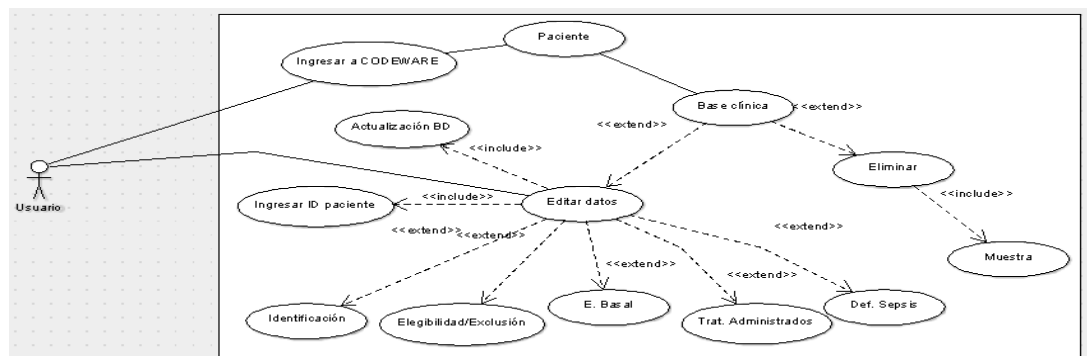 Paciente
Ingresar a CODEWARE
Base clínica
<<extend>>
Actualización BD
<<extend>>
<<include>>
Eliminar
Usuario
Ingresar ID paciente
<<include>>
Editar datos
<<include>>
<<extend>>
<<extend>>
<<extend>>
Muestra
<<extend>>
<<extend>>
E. Basal
Def. Sepsis
Identificación
Elegibilidad/Exclusión
Trat. Administrados